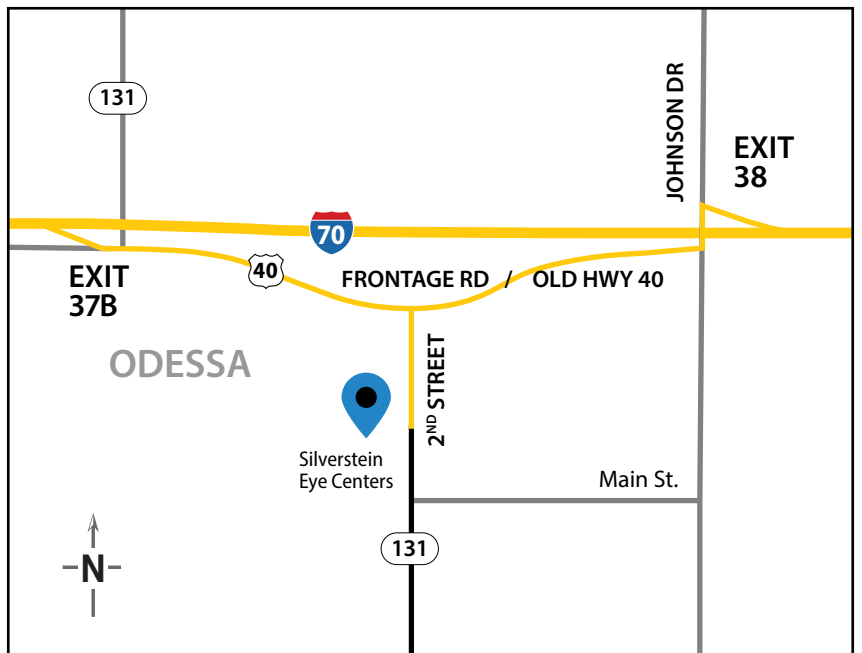 131
JOHNSON DR
EXIT
38
70
40
FRONTAGE RD / OLD HWY 40
EXIT
37B
ODESSA
2ND STREET
Silverstein
Eye Centers
Main St.
131
N